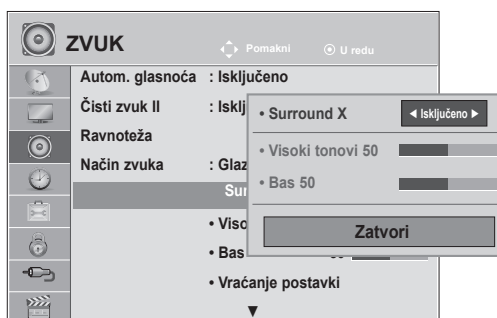 ZVUK
Pomakni U redu
Autom. glasnoća : Isključeno
Čisti zvuk II : Isklj
Ravnoteža
Način zvuka : Glaz
Sur
• Viso
• Bas
• Vraćanje postavki
▼
• Surround X ◄ Isključeno ►
• Visoki tonovi 50
• Bas 50
Zatvori